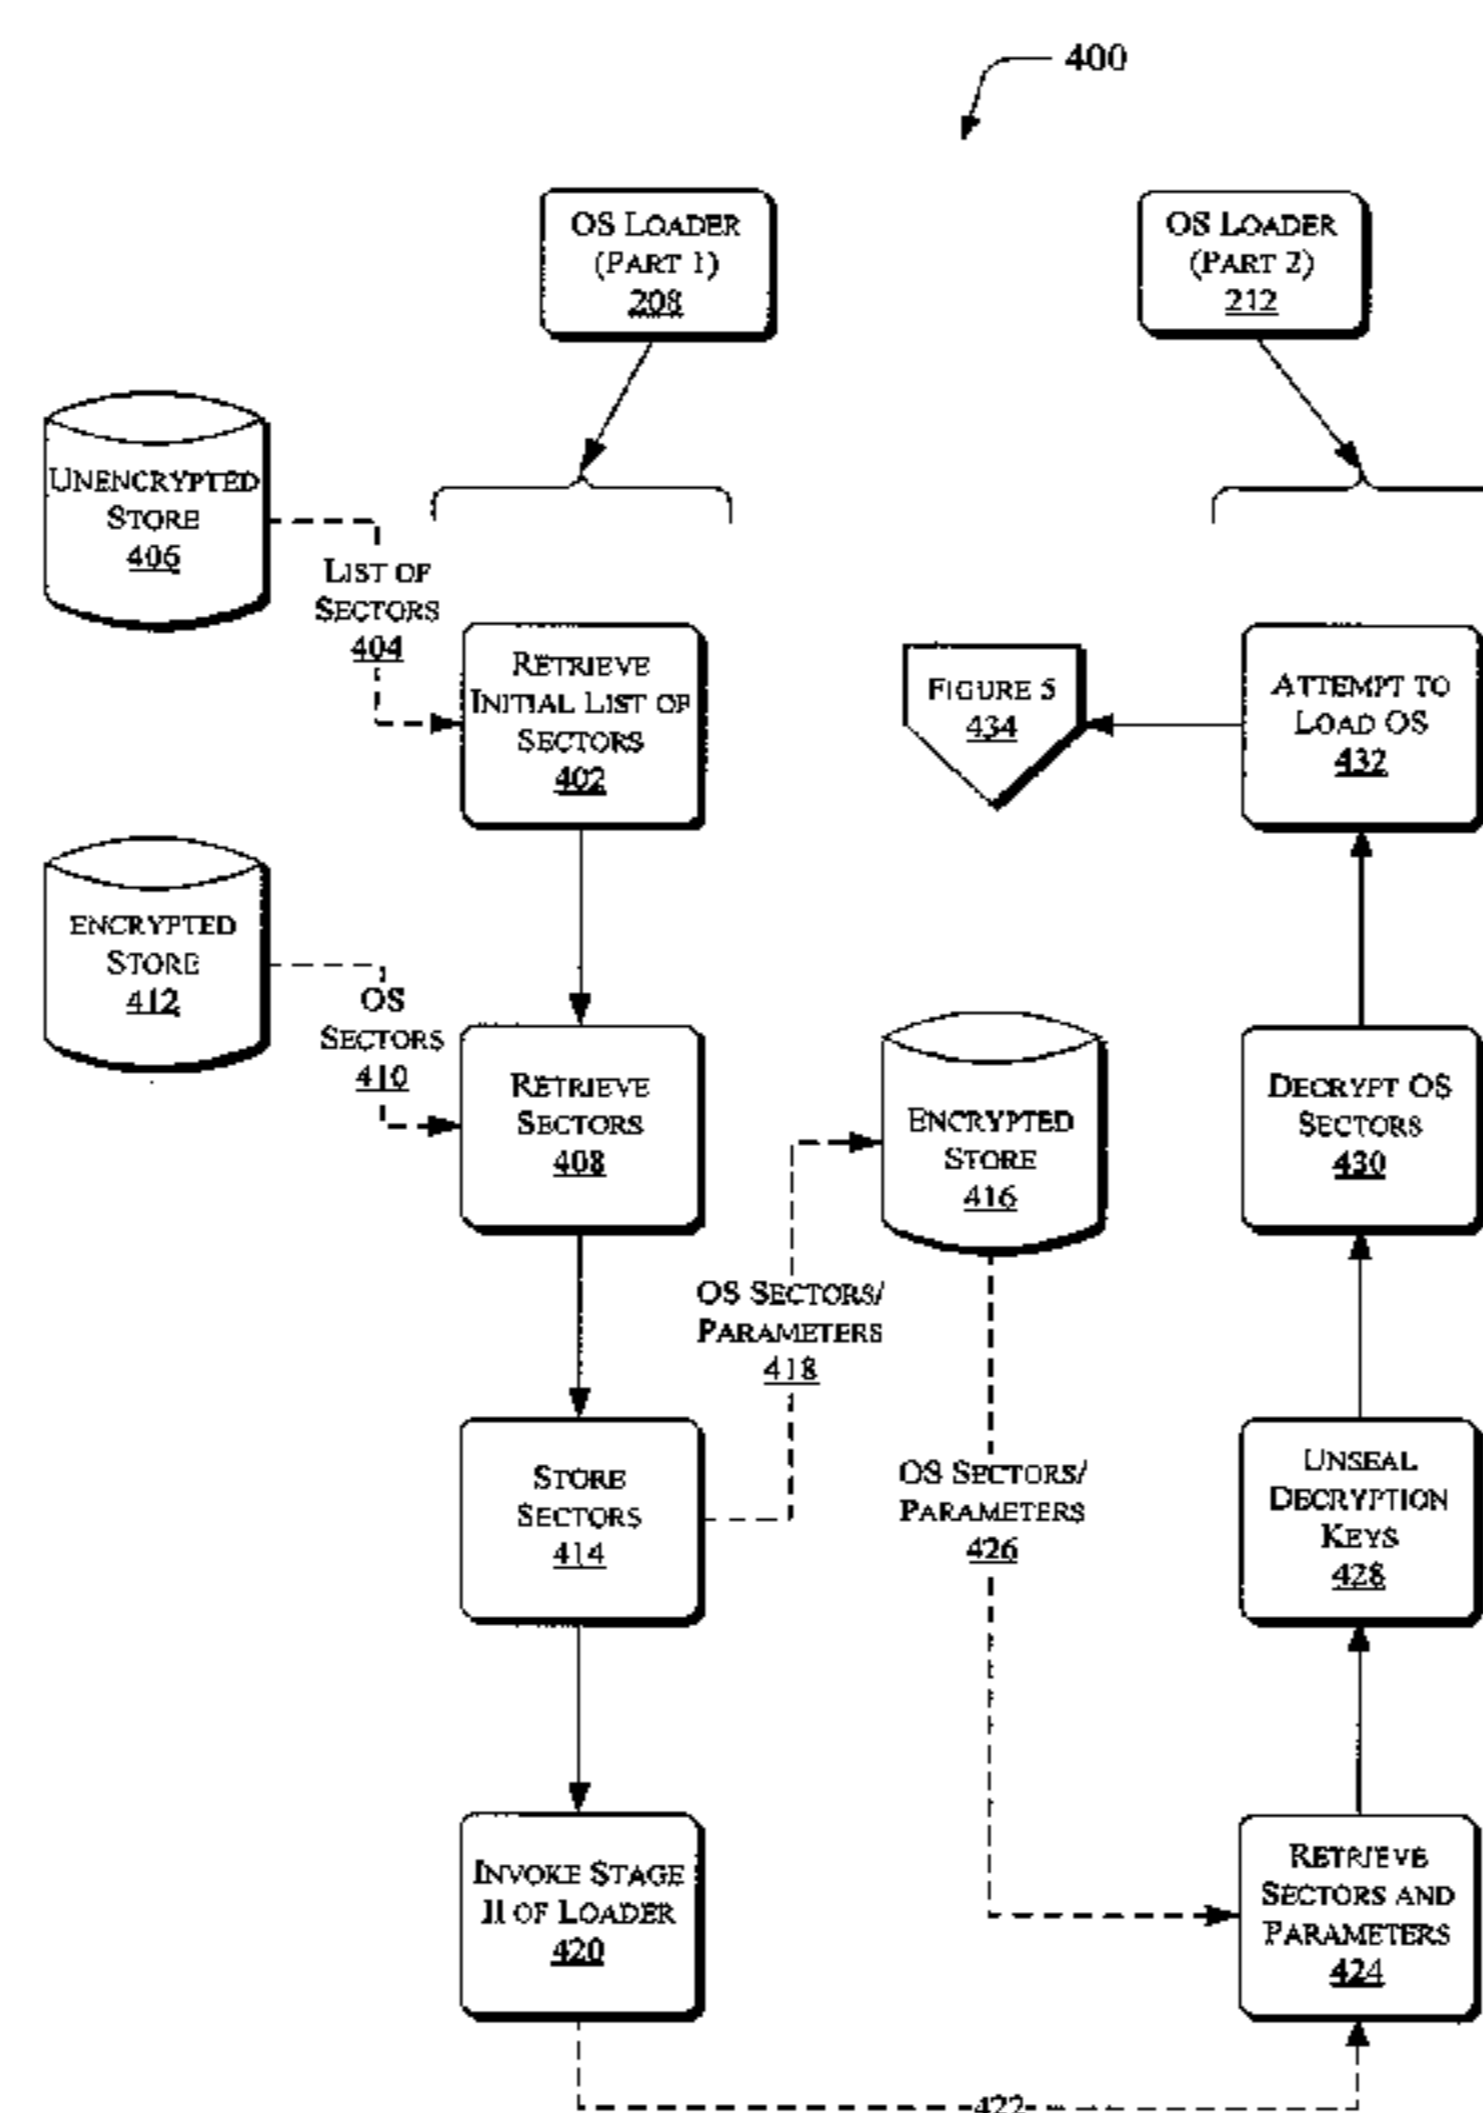 400
OS LOADER
(PART 1)
208
OS LOADER
(PART 2)
212
UNENCRYPTED
STORE
406
LIST OF
SECTORS
404
RETRIEVE
INITIAL LIST OF
SECTORS
402
FIGURE 5
434
ATTEMPT TO
LOAD OS
432
ENCRYPTED
STORE
412
OS
SECTORS
410
RETRIEVE
SECTORS
408
ENCRYPTED
STORE
416
DECRYPT OS
SECTORS
430
OS SECTORS/
PARAMETERS
418
STORE
SECTORS
414
OS SECTORS/
PARAMETERS
426
UNSEAL
DECRYPTION
KEYS
428
INVOKE STAGE
II OF LOADER
420
RETRIEVE
SECTORS AND
PARAMETERS
424
422